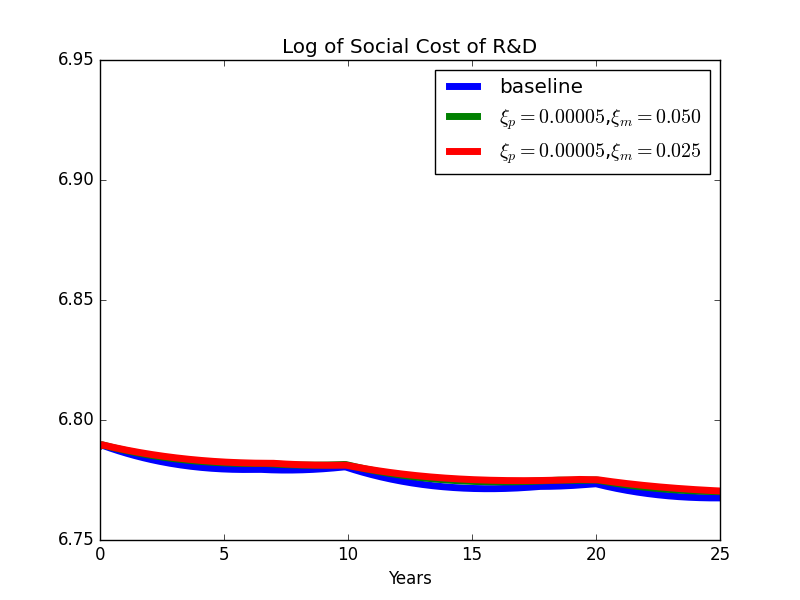 Log of Social Cost of R&D
6.95
baseline
ξₚ = 0.00005,ξₘ = 0.050
ξₚ = 0.00005,ξₘ = 0.025
6.90
6.85
6.80
6.75
0 5 10 15 20 25
Years